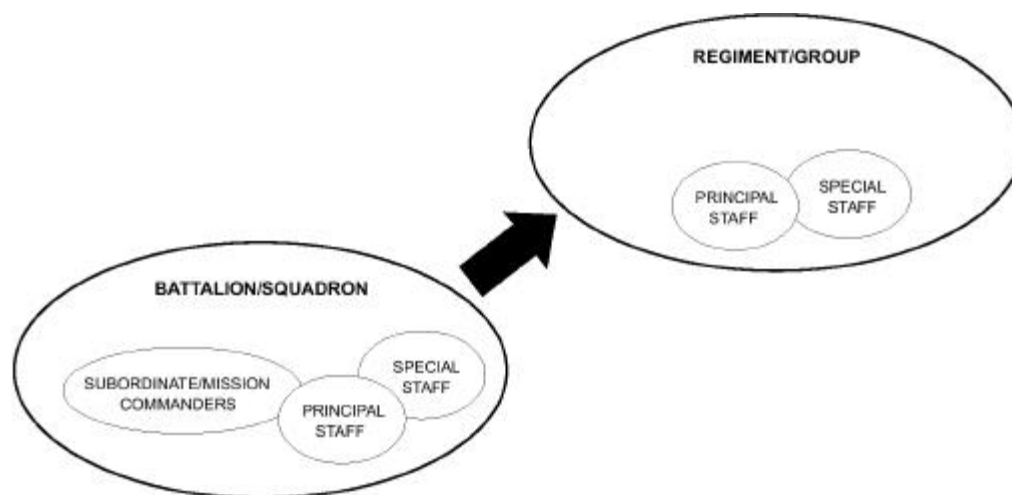 REGIMENT/GROUP
PRINCIPAL
STAFF
SPECIAL
STAFF
BATTALION/SQUADRON
SUBORDINATE/MISSION
COMMANDERS
PRINCIPAL
STAFF
SPECIAL
STAFF